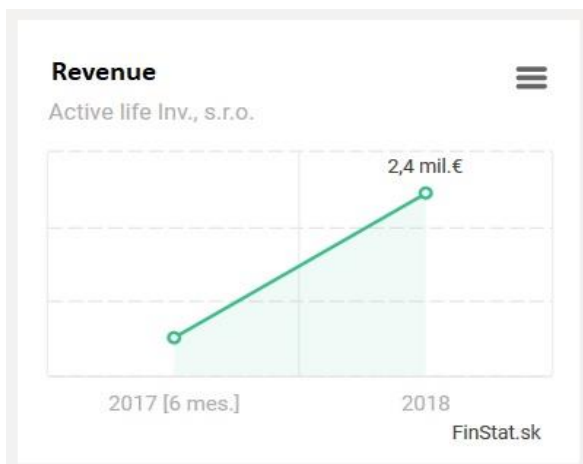 Revenue
Active life Inv., s.r.o.
2,4 mil.€
2017 [6 mes.]
2018
FinStat.sk